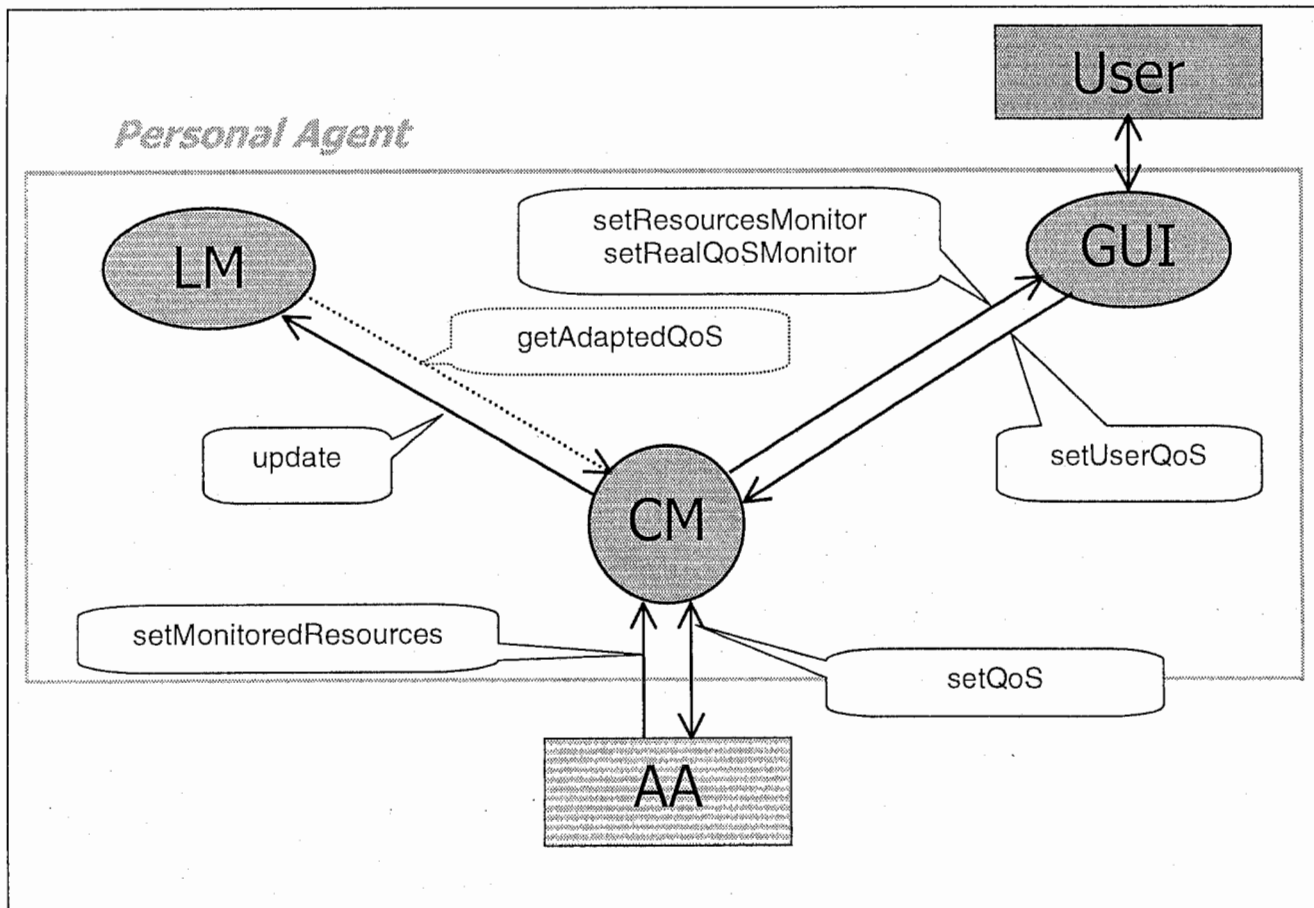 User
Personal Agent
setResourcesMonitor
setRealQoSMonitor
LM
GUI
getAdaptedQoS
update
setUserQoS
CM
setMonitoredResources
setQoS
AA